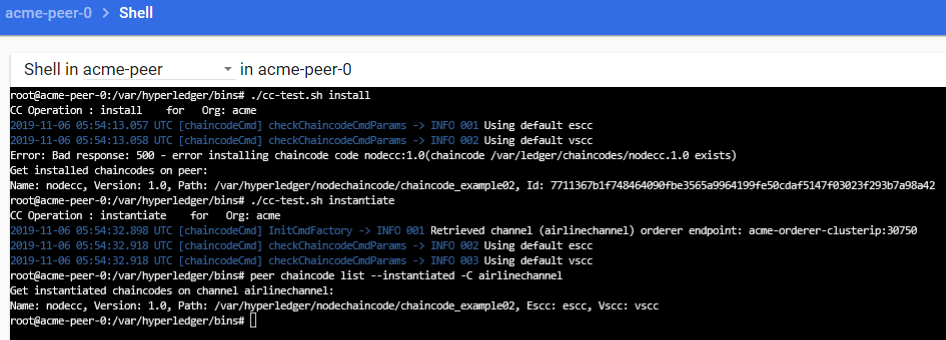 acme-peer-0 > Shell
Shell in acme-peer in acme-peer-0
root@acme-peer-0:/var/hyperledger/bins# ./cc-test.sh install
CC Operation : install    for   Org: acme
2019-11-06 05:54:13.057 UTC [chaincodeCmd] checkChaincodeCmdParams -> INFO 001 Using default escc
2019-11-06 05:54:13.058 UTC [chaincodeCmd] checkChaincodeCmdParams -> INFO 002 Using default vscc
Error: Bad response: 500 - error installing chaincode code nodecc:1.0(chaincode /var/ledger/chaincodes/nodecc.1.0 exists)
Get installed chaincodes on peer:
Name: nodecc, Version: 1.0, Path: /var/hyperledger/nodechaincode/chaincode_example02, Id: 7711367b1f748464090fbe3565a9964199fe50cdaf5147f03023f293b7a98a42
root@acme-peer-0:/var/hyperledger/bins# ./cc-test.sh instantiate
CC Operation : instantiate    for   Org: acme
2019-11-06 05:54:32.898 UTC [chaincodeCmd] InitCmdFactory -> INFO 001 Retrieved channel (airlinechannel) orderer endpoint: acme-orderer-clusterip:30750
2019-11-06 05:54:32.918 UTC [chaincodeCmd] checkChaincodeCmdParams -> INFO 002 Using default escc
2019-11-06 05:54:32.918 UTC [chaincodeCmd] checkChaincodeCmdParams -> INFO 003 Using default vscc
root@acme-peer-0:/var/hyperledger/bins# peer chaincode list --instantiated -C airlinechannel
Get instantiated chaincodes on channel airlinechannel:
Name: nodecc, Version: 1.0, Path: /var/hyperledger/nodechaincode/chaincode_example02, Escc: escc, Vscc: vscc
root@acme-peer-0:/var/hyperledger/bins#